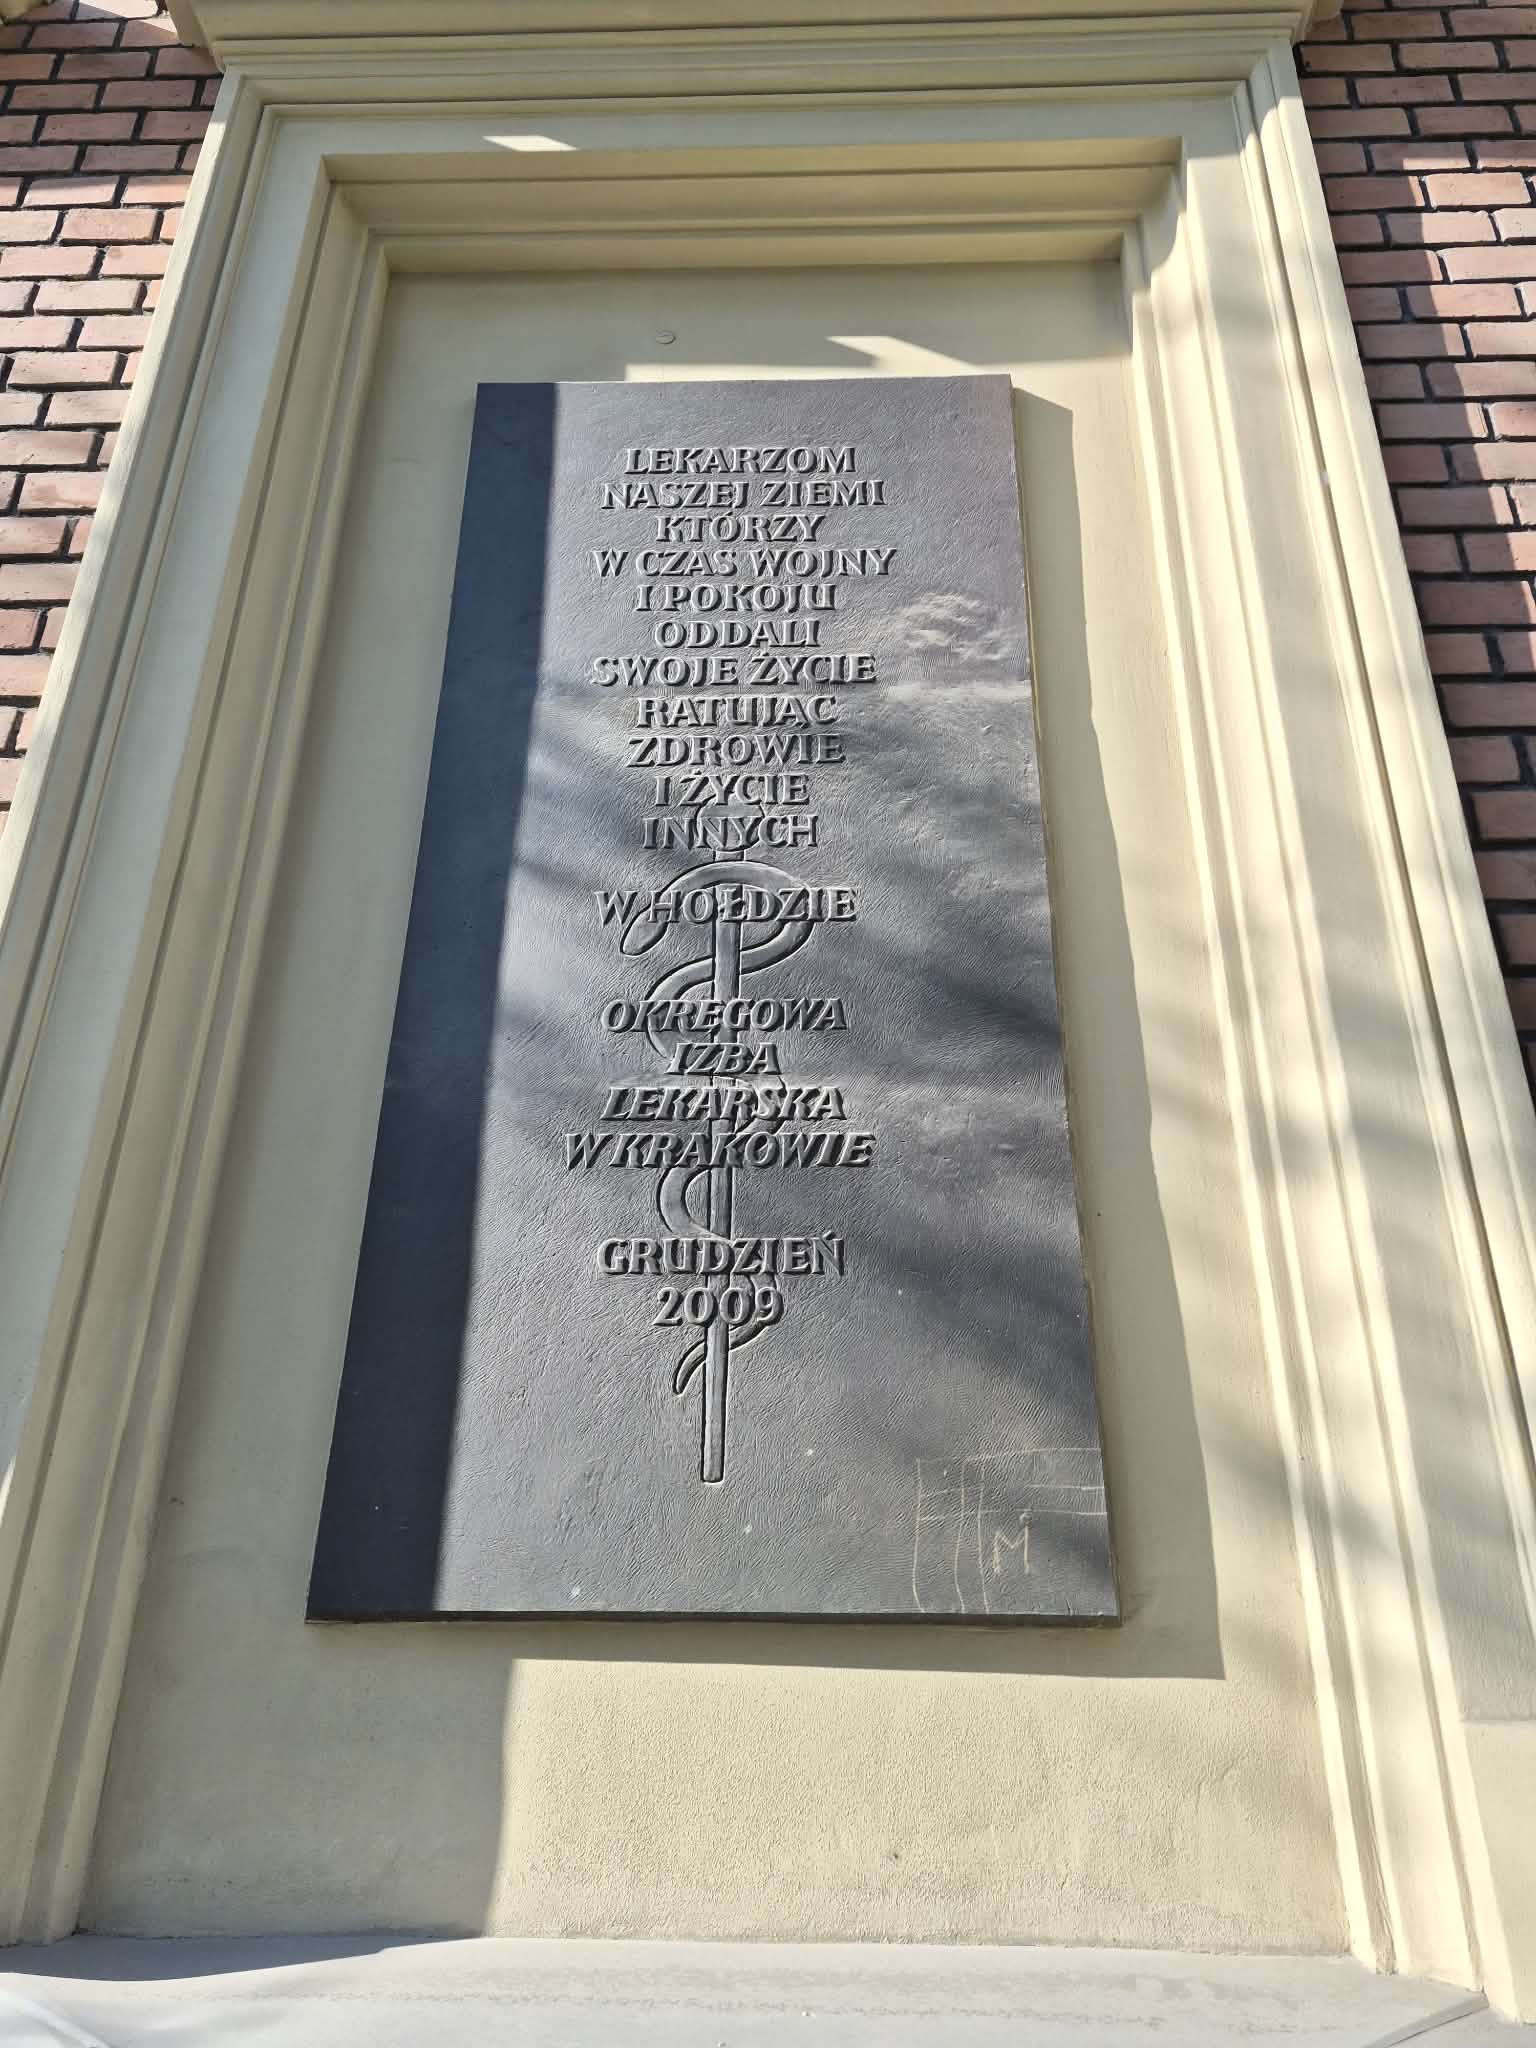 LEKARZOM
NASZEJ ZIEMI
KTÓRZY
W CZAS WOJNY
I POKOJU
ODDALI
SWOJE ŻYCIE
RATUJĄC
ZDROWIE
I ŻYCIE
INNYCH
W HOŁDZIE
OKRĘGOWA
IZBA
LEKARSKA
W KRAKOWIE
GRUDZIEŃ
2009